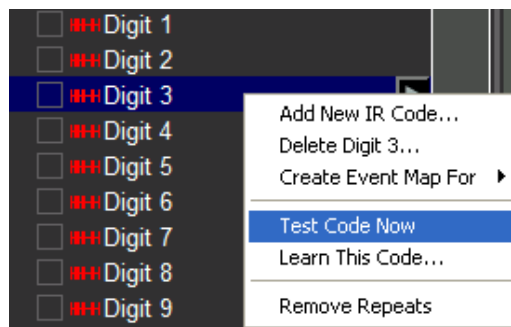 Digit 1
Digit 2
Digit 3
Digit 4
Digit 5
Digit 6
Digit 7
Digit 8
Digit 9
Add New IR Code...
Delete Digit 3...
Create Event Map For
Test Code Now
Learn This Code...
Remove Repeats